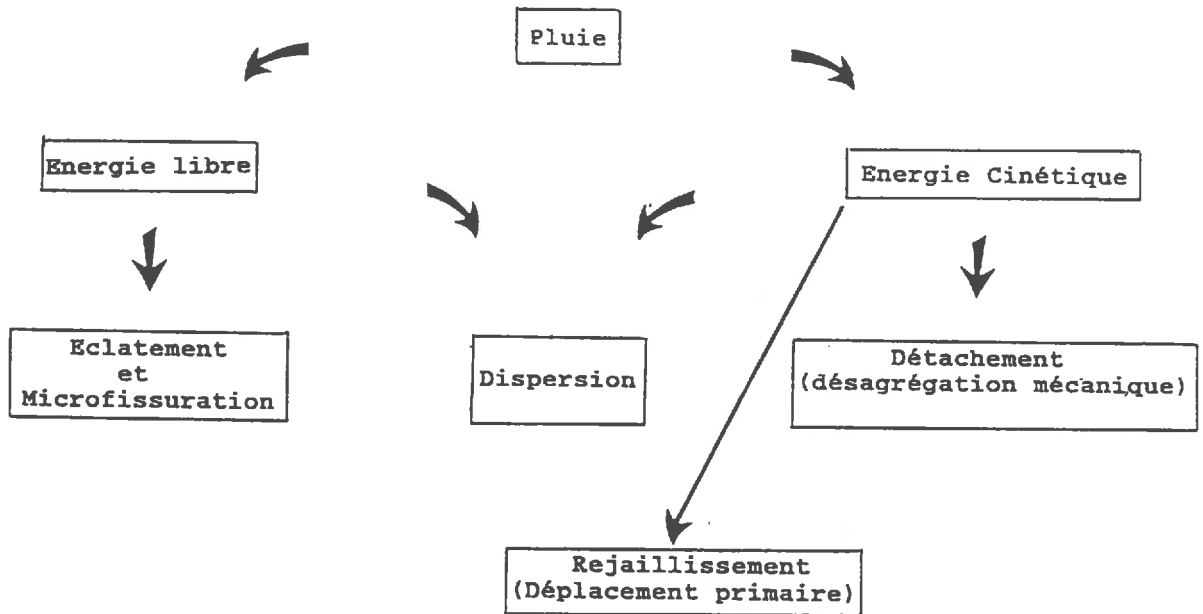 Pluie
Energie libre
Energie Cinétique
Eclatement
et
Microfissuration
Dispersion
Détachement
(désagrégation mécanique)
Rejaillissement
(Déplacement primaire)